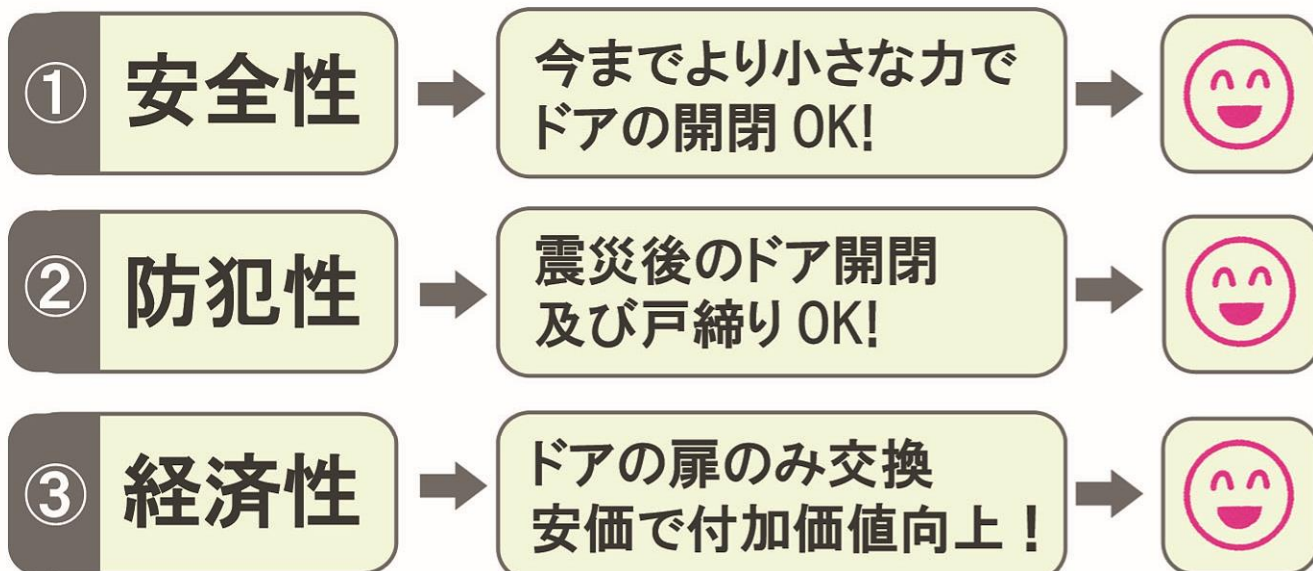 ① 安全性
今までより小さな力で
ドアの開閉 OK!
② 防犯性
震災後のドア開閉
及び戸締り OK!
③ 経済性
ドアの扉のみ交換
安価で付加価値向上！